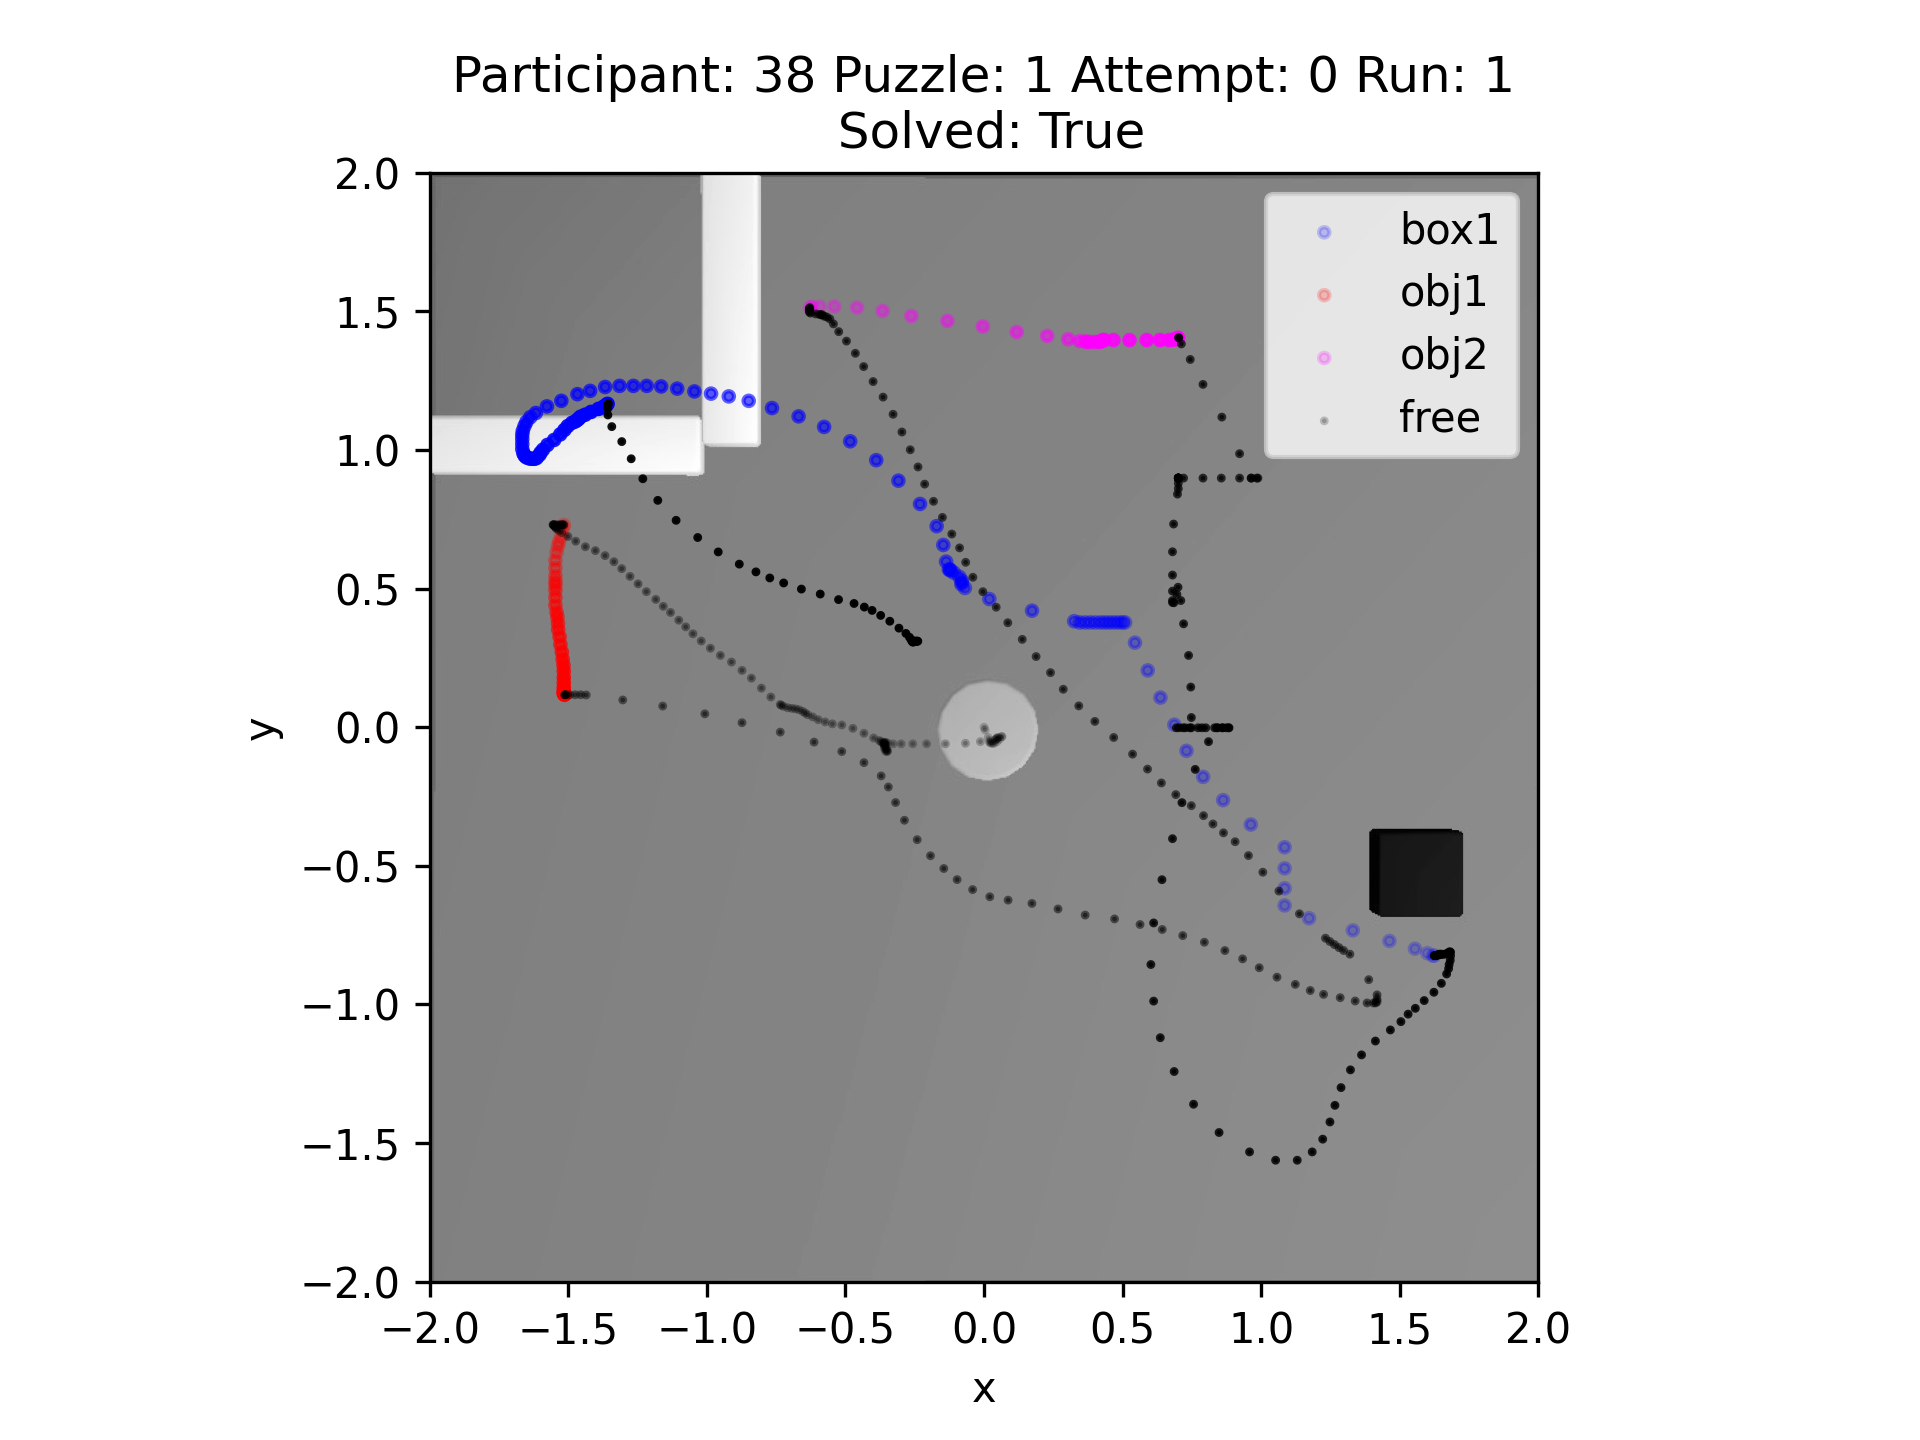 Participant: 38 Puzzle: 1 Attempt: 0 Run: 1
Solved: True
2.0
1.5
1.0
0.5
0.0
−0.5
−1.0
−1.5
−2.0
y
box1
obj1
obj2
free
−2.0 −1.5 −1.0 −0.5 0.0 0.5 1.0 1.5 2.0
x